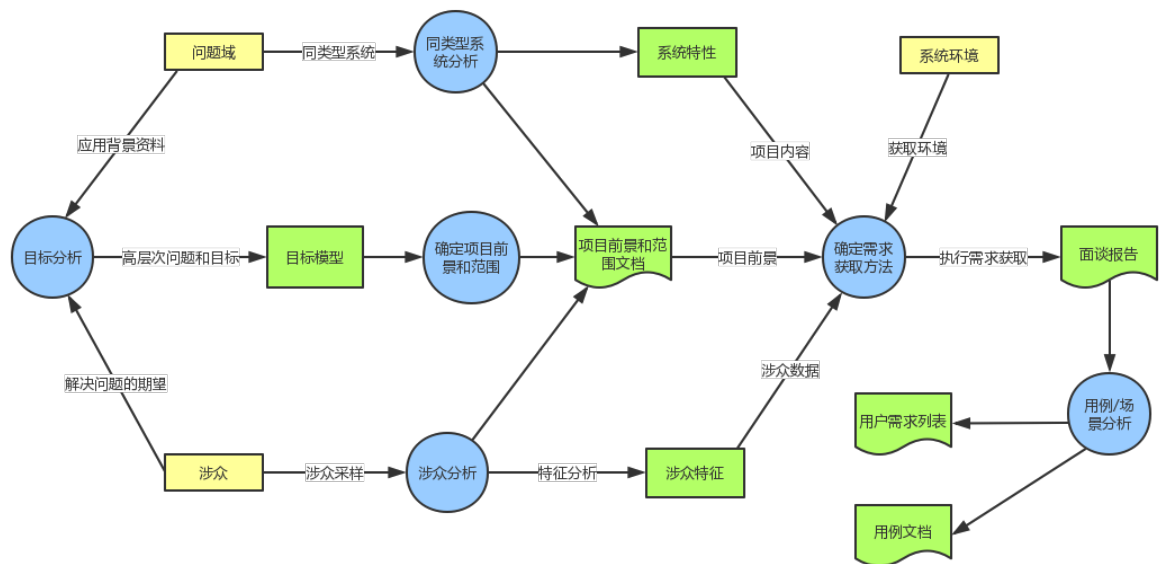 问题域
同类型系统
同类型系
统分析
系统特性
系统环境
应用背景资料
项目内容
获取环境
目标分析
高层次问题和目标
目标模型
确定项目前
景和范围
项目前景和范
围文档
项目前景
确定需求
获取方法
执行需求获取
面谈报告
解决问题的期望
涉众数据
用户需求列表
用例/场
景分析
涉众
涉众采样
涉众分析
特征分析
涉众特征
用例文档